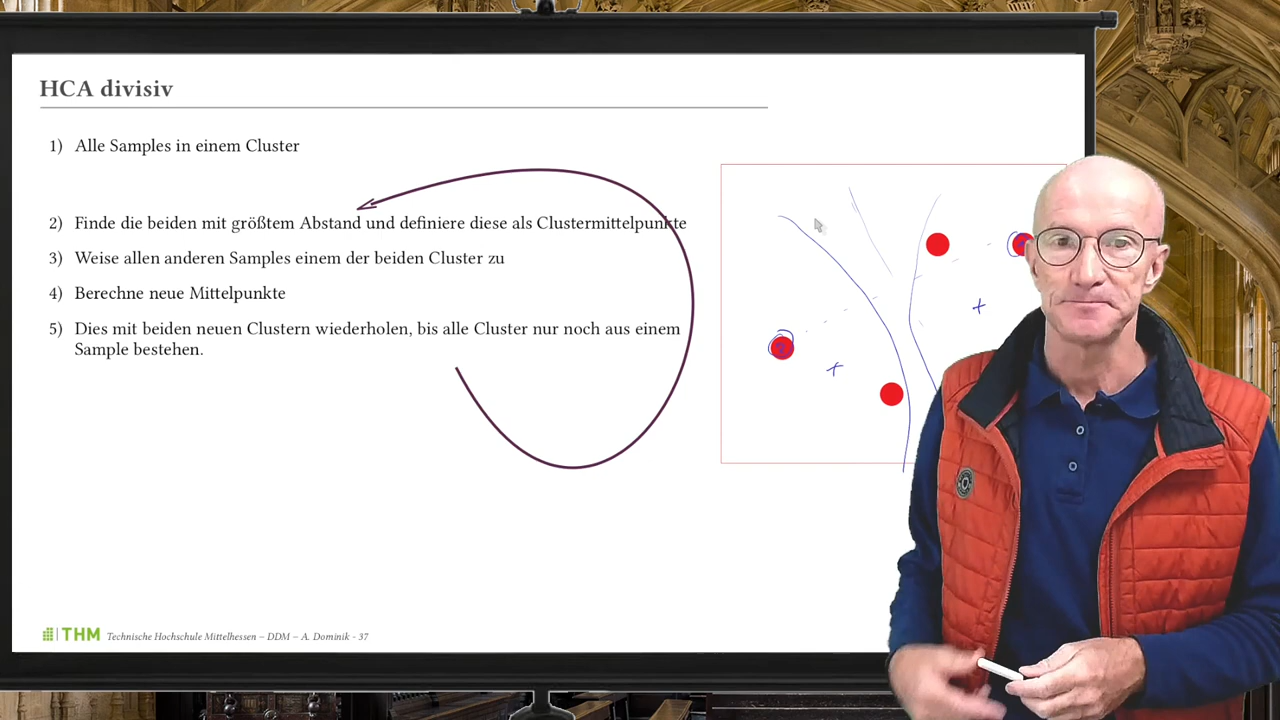 HCA divisiv
1) Alle Samples in einem Cluster
2) Finde die beiden mit größtem Abstand und definiere diese als Clustermittelpunkte
3) Weise allen anderen Samples einem der beiden Cluster zu
4) Berechne neue Mittelpunkte
5) Dies mit beiden neuen Clustern wiederholen, bis alle Cluster nur noch aus einem
Sample bestehen.
THM Technische Hochschule Mittelhessen – DDM – A. Dominik - 37